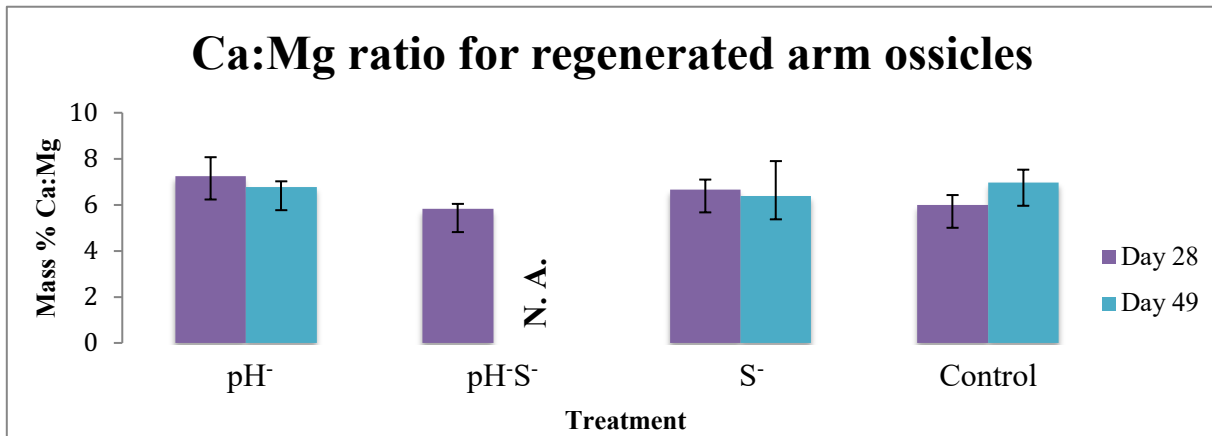 Ca:Mg ratio for regenerated arm ossicles
Mass % Ca:Mg
10
8
6
4
2
0
N. A.
Day 28
Day 49
pH⁻
pH⁻S⁻
S⁻
Control
Treatment